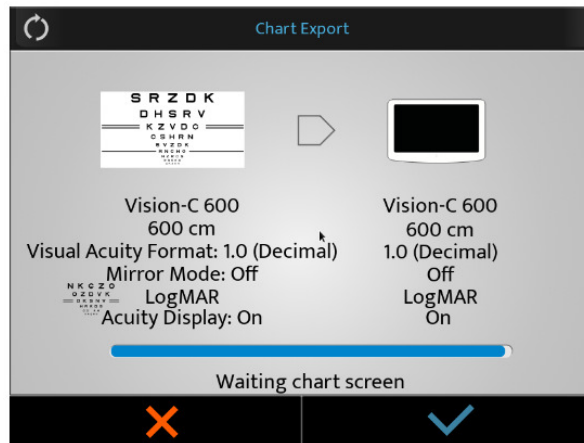 Chart Export
S R Z D K
D H S R V
K Z V D C
C S H R N
S V Z D K
Vision-C 600
600 cm
Visual Acuity Format: 1.0 (Decimal)
Mirror Mode: Off
LogMAR
Acuity Display: On
N K C Z O
O Z D V K
Vision-C 600
600 cm
1.0 (Decimal)
Off
LogMAR
On
Waiting chart screen